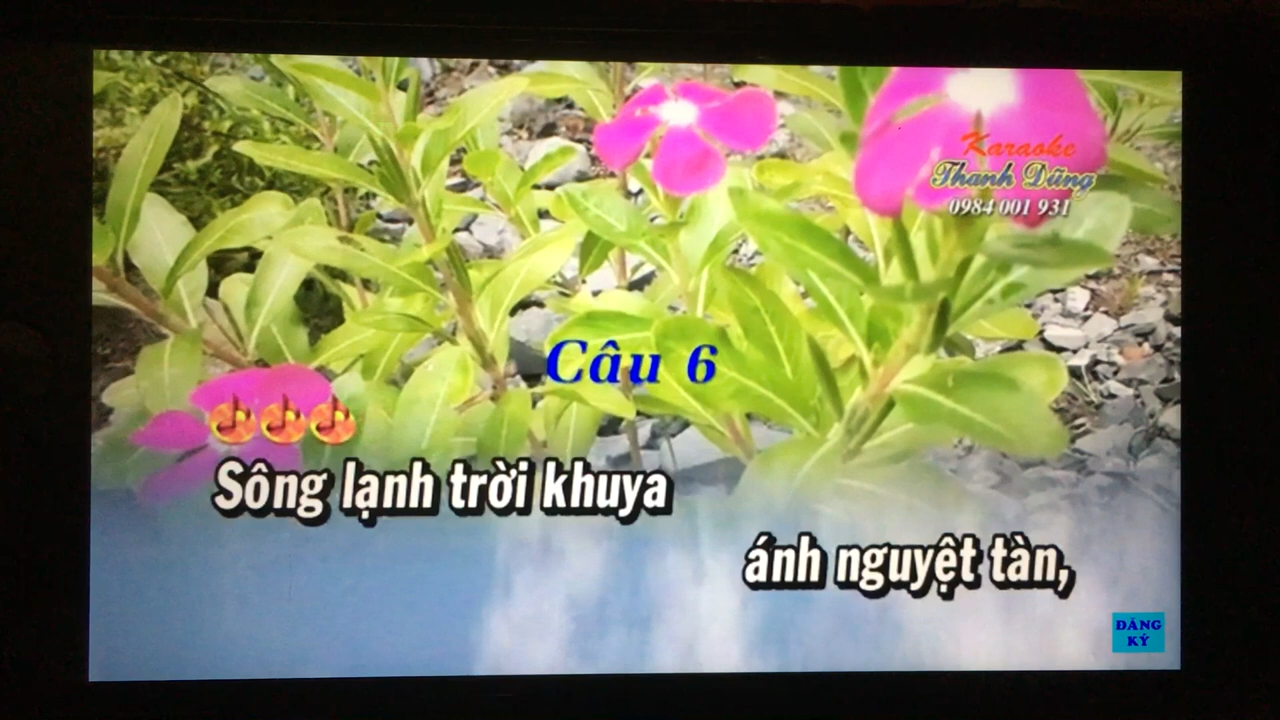 Karaoke
Thanh Dũng
0984 001 931
Câu 6
Sông lạnh trời khuya
ánh nguyệt tàn,
ĐĂNG
KÝ